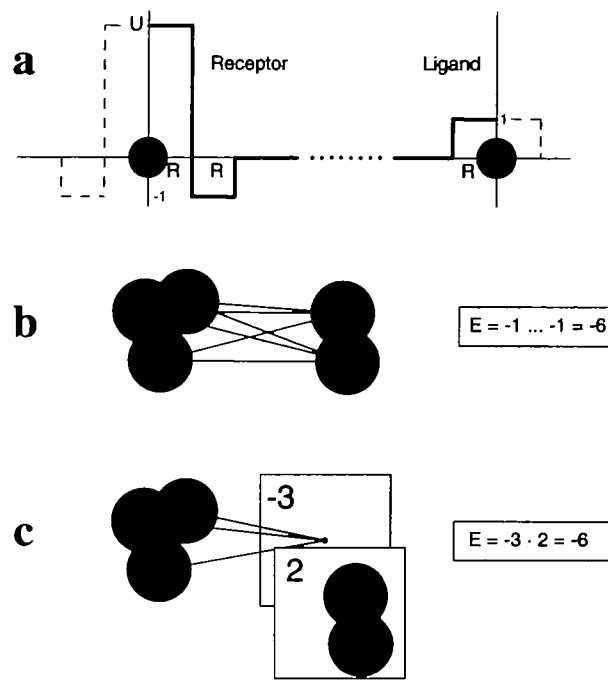 a
U
Receptor
Ligand
1
R
R
R
-1
b
E = -1 ... -1 = -6
c
-3
2
E = -3 · 2 = -6